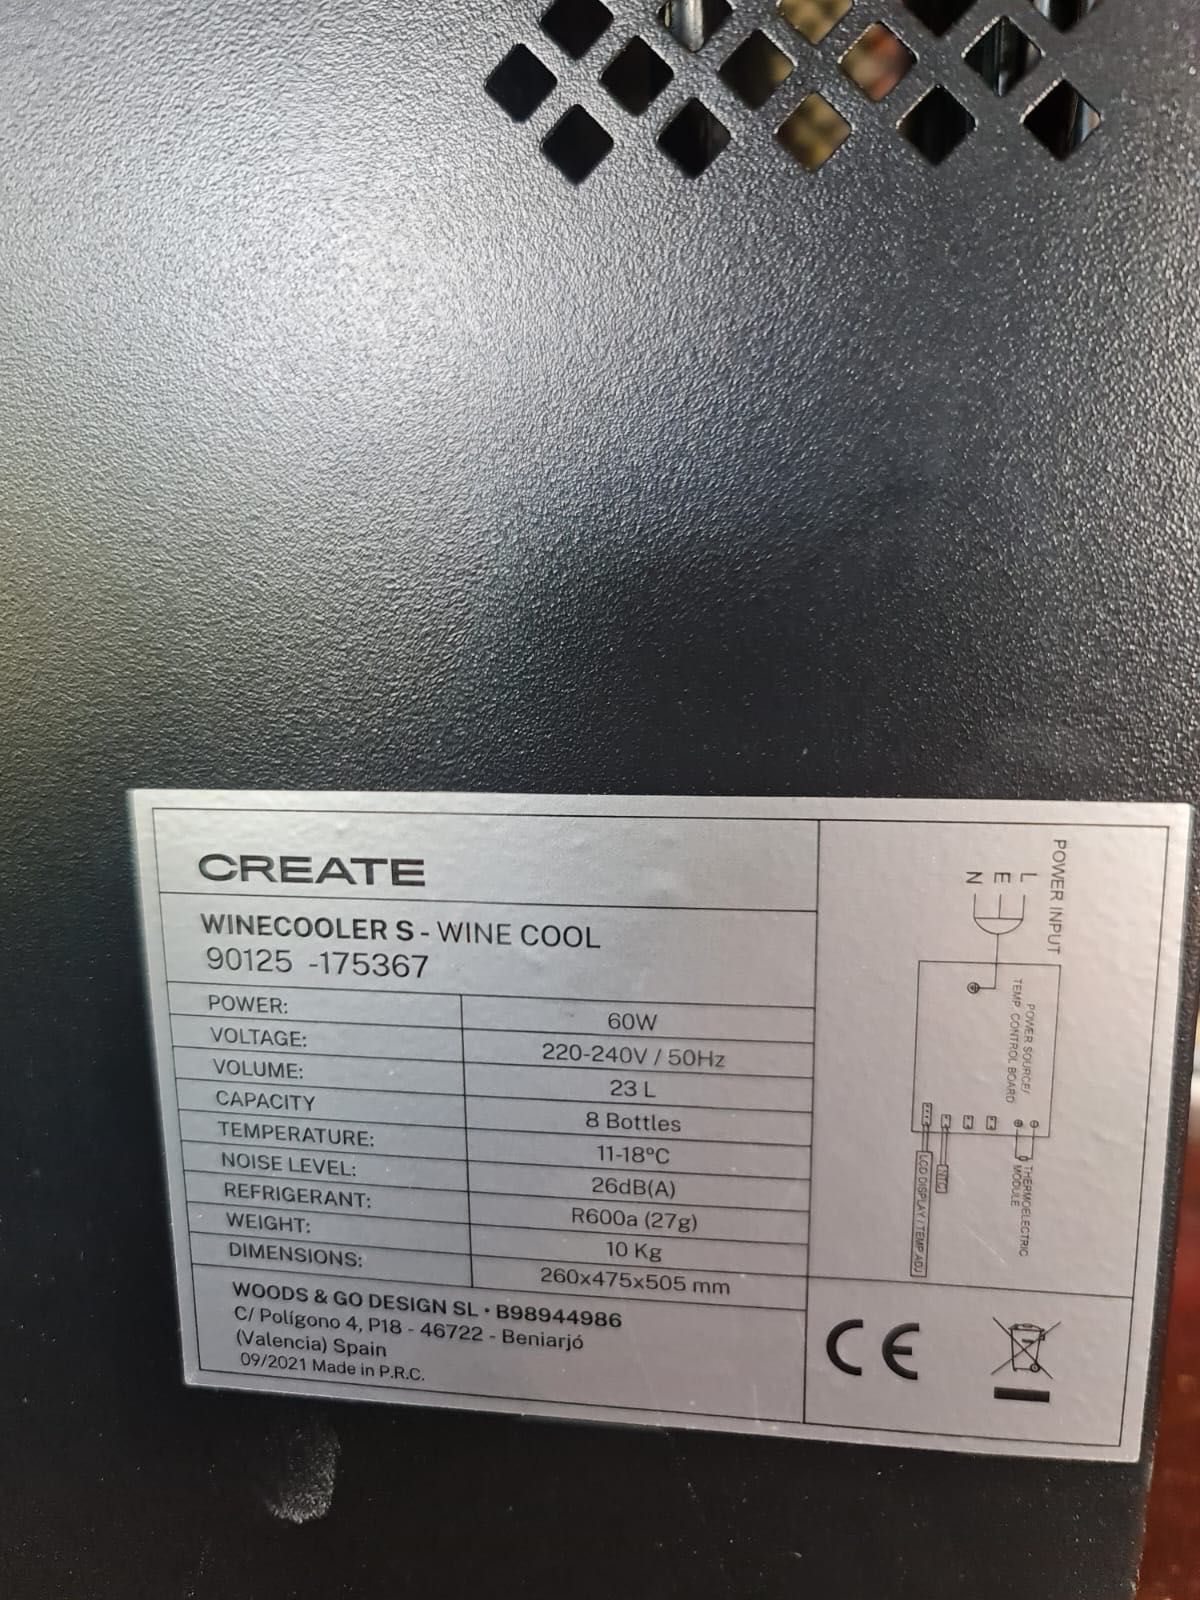 CREATE
WINECOOLER S - WINE COOL
90125 -175367
POWER: 60W
VOLTAGE: 220-240V / 50Hz
VOLUME: 23 L
CAPACITY 8 Bottles
TEMPERATURE: 11-18°C
NOISE LEVEL: 26dB(A)
REFRIGERANT: R600a (27g)
WEIGHT: 10 Kg
DIMENSIONS: 260x475x505 mm
WOODS & GO DESIGN SL • B98944986
C/ Polígono 4, P18 - 46722 - Beniarjó
(Valencia) Spain
09/2021 Made in P.R.C.
POWER INPUT
L
E
N
POWER SOURCE/
TEMP CONTROL BOARD
THERMOELECTRIC
MODULE
NTC
LCD DISPLAY / TEMP ADJ
CE